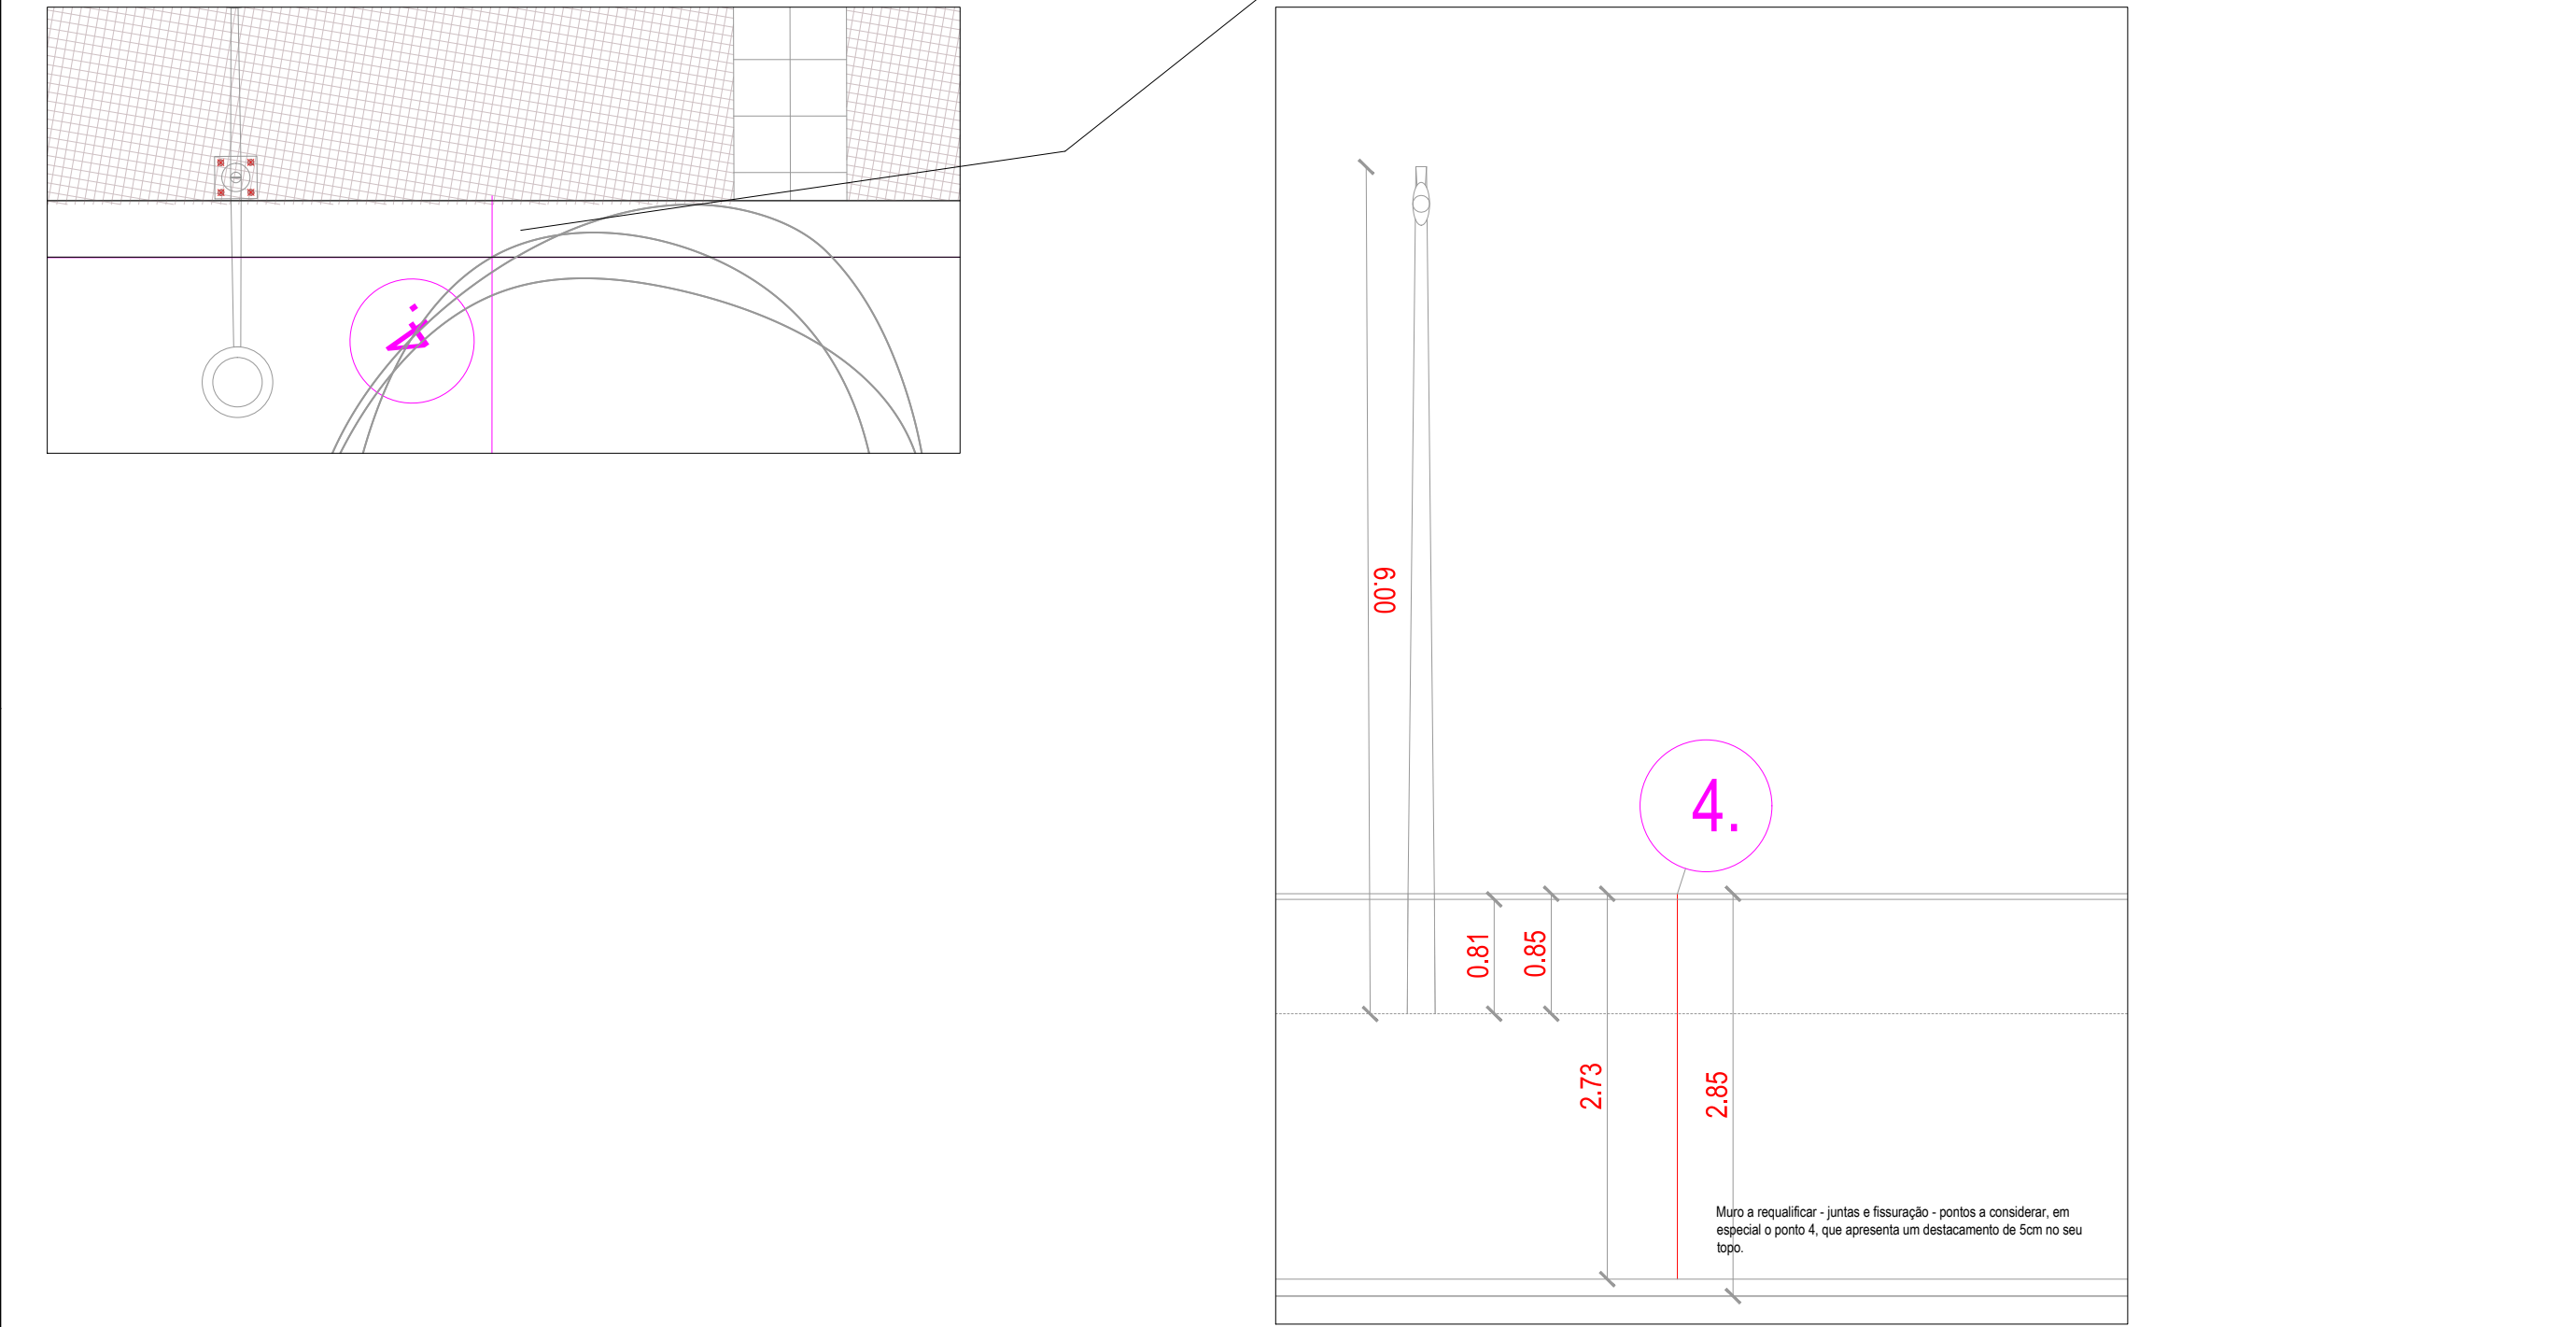 4.
6.00
4.
0.81
0.85
2.73
2.85
Muro a requalificar - juntas e fissuração - pontos a considerar, em
especial o ponto 4, que apresenta um destacamento de 5cm no seu
topo.